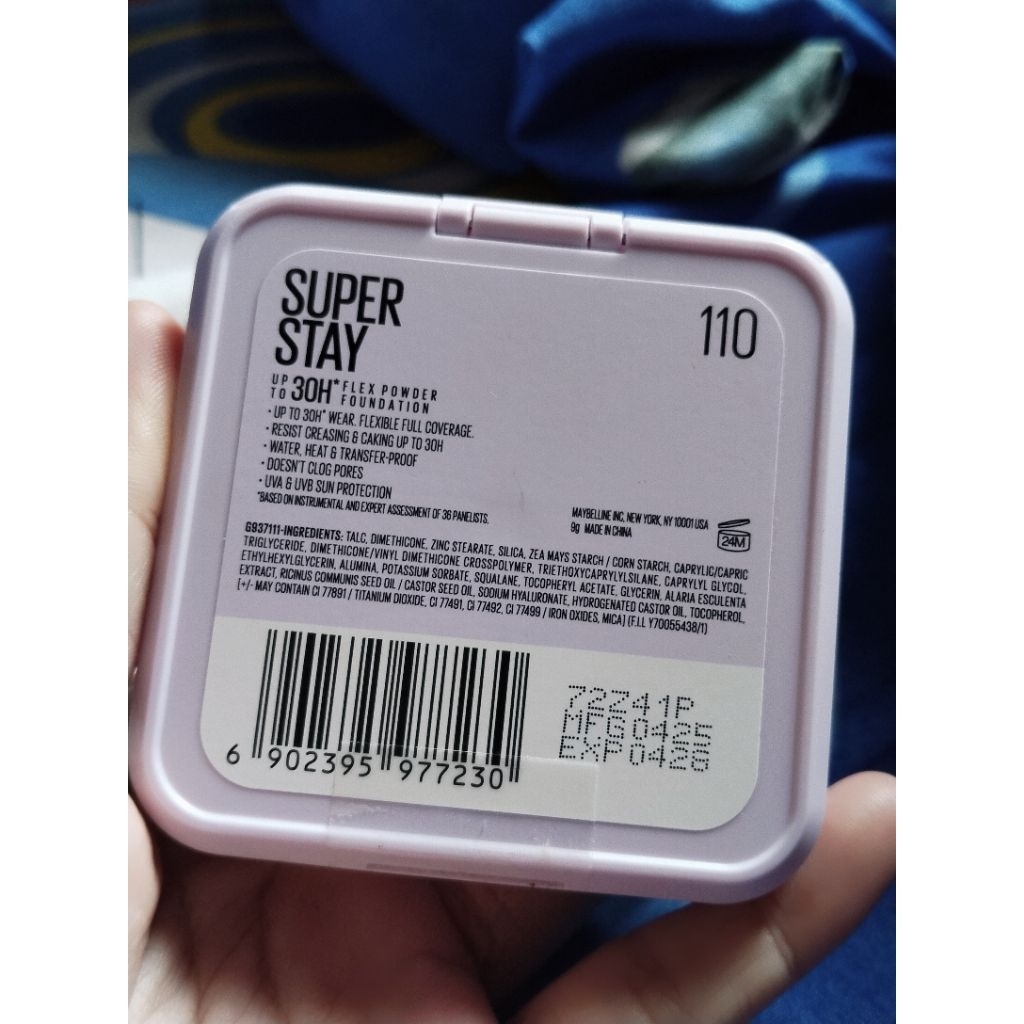 SUPER
STAY
110
UP TO 30H* FLEX POWDER FOUNDATION
• UP TO 30H* WEAR. FLEXIBLE FULL COVERAGE.
• RESIST CREASING & CAKING UP TO 30H
• WATER, HEAT & TRANSFER-PROOF
• DOESN'T CLOG PORES
• UVA & UVB SUN PROTECTION
*BASED ON INSTRUMENTAL AND EXPERT ASSESSMENT OF 36 PANELISTS.
MAYBELLINE INC, NEW YORK, NY 10001 USA
9g MADE IN CHINA
24M
G937111-INGREDIENTS: TALC, DIMETHICONE, ZINC STEARATE, SILICA, ZEA MAYS STARCH / CORN STARCH, CAPRYLIC/CAPRIC
TRIGLYCERIDE, DIMETHICONE/VINYL DIMETHICONE CROSSPOLYMER, TRIETHOXYCAPRYLYLSILANE, CAPRYLYL GLYCOL,
ETHYLHEXYLGLYCERIN, ALUMINA, POTASSIUM SORBATE, SQUALANE, TOCOPHERYL ACETATE, GLYCERIN, ALARIA ESCULENTA
EXTRACT, RICINUS COMMUNIS SEED OIL / CASTOR SEED OIL, SODIUM HYALURONATE, HYDROGENATED CASTOR OIL, TOCOPHEROL,
[+/- MAY CONTAIN CI 77891 / TITANIUM DIOXIDE, CI 77491, CI 77492, CI 77499 / IRON OXIDES, MICA] (F.I.L Y70055438/1)
72Z41P
MFG 0425
EXP 0428
6 902395 977230